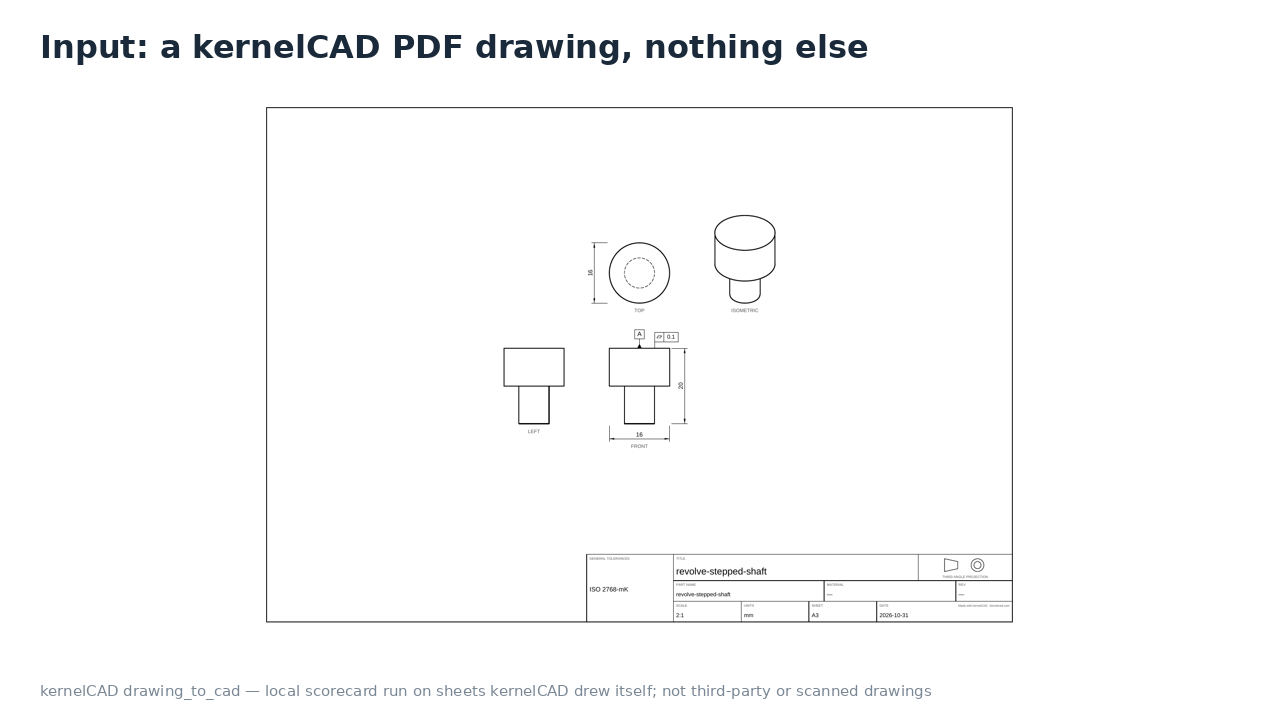 Input: a kernelCAD PDF drawing, nothing else
16
TOP
ISOMETRIC
A
0.1
20
LEFT
16
FRONT
GENERAL TOLERANCES
ISO 2768-mK
TITLE
revolve-stepped-shaft
THIRD ANGLE PROJECTION
PART NAME
revolve-stepped-shaft
MATERIAL
—
REV
—
SCALE
2:1
UNITS
mm
SHEET
A3
DATE
2026-10-31
kernelCAD drawing_to_cad — local scorecard run on sheets kernelCAD drew itself; not third-party or scanned drawings